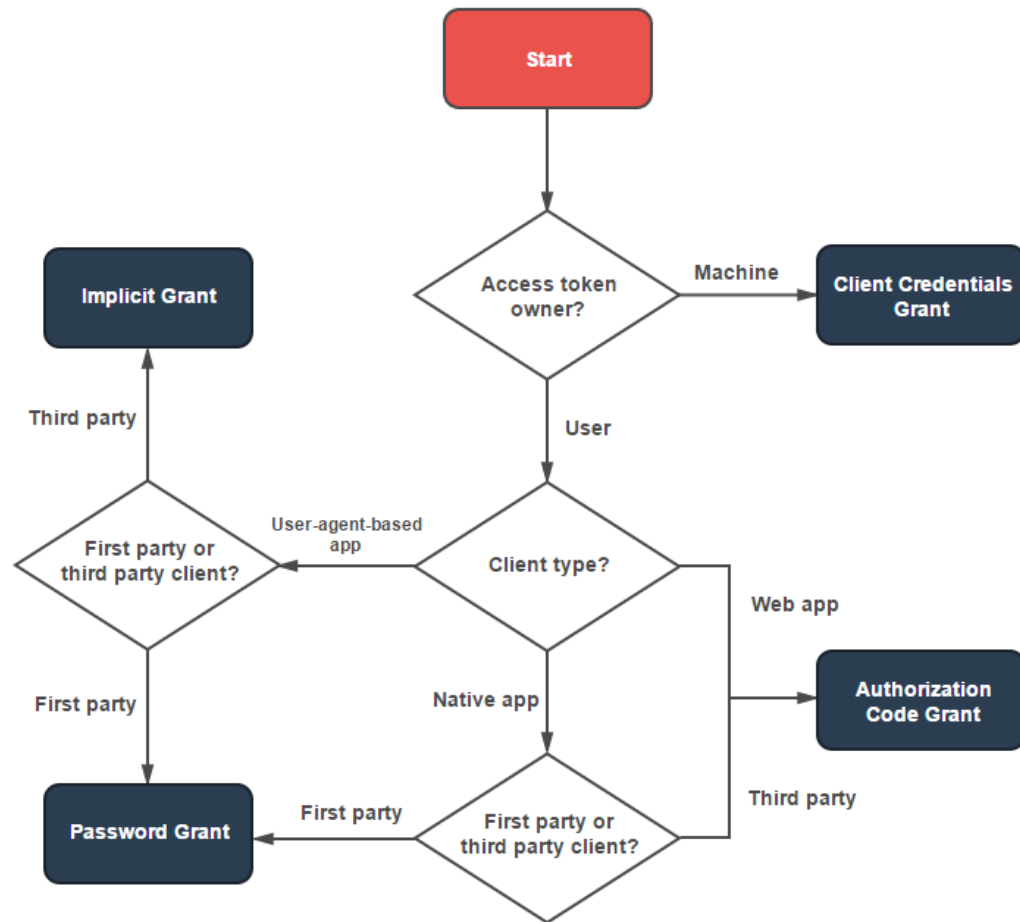 Start
Access token
owner?
Machine
Client Credentials
Grant
Implicit Grant
Third party
User
First party or
third party client?
User-agent-based
app
Client type?
Web app
First party
Native app
Authorization
Code Grant
Password Grant
First party
First party or
third party client?
Third party